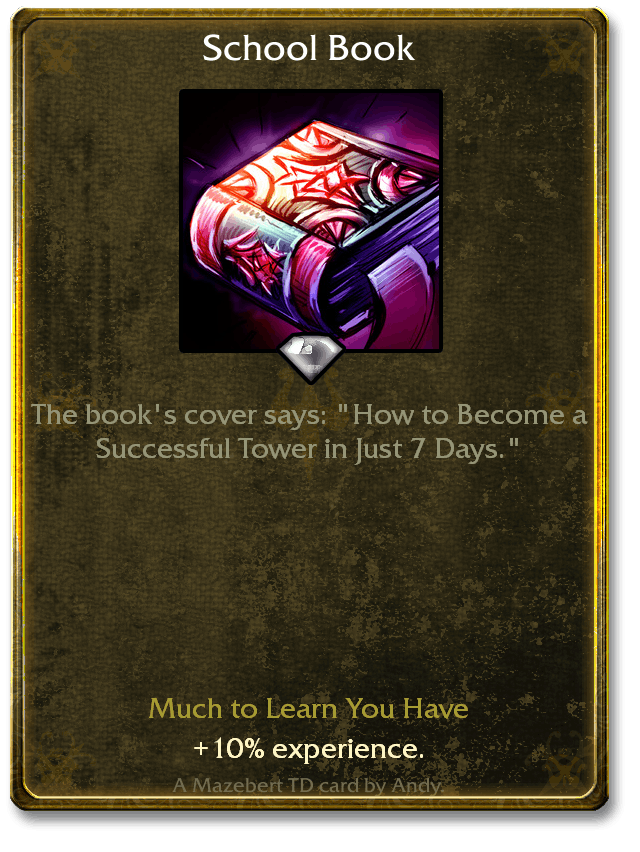 School Book
The book's cover says: "How to Become a
Successful Tower in Just 7 Days."
Much to Learn You Have
+10% experience.
A Mazebert TD card by Andy.